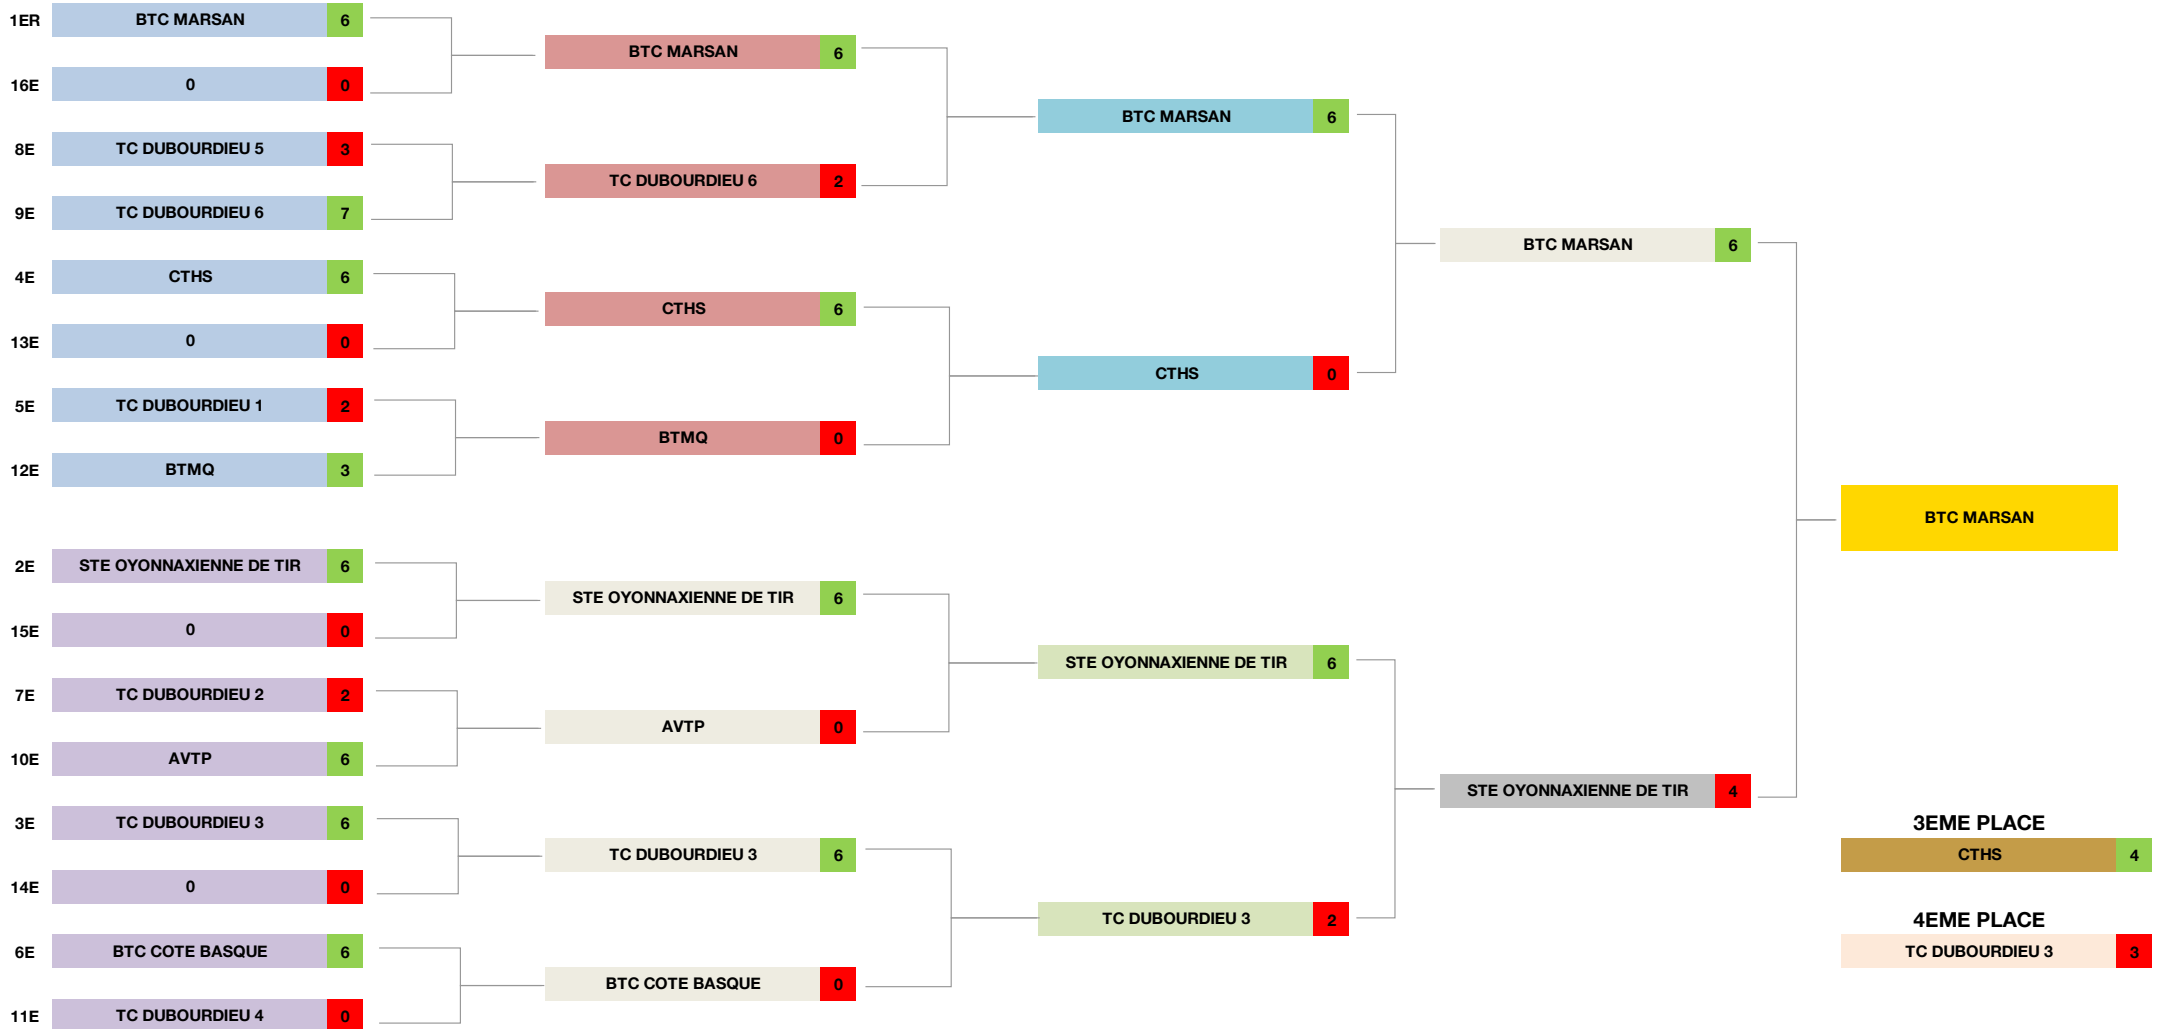 1ER BTC MARSAN 6
16E 0 0
8E TC DUBOURDIEU 5 3
9E TC DUBOURDIEU 6 7
4E CTHS 6
13E 0 0
5E TC DUBOURDIEU 1 2
12E BTMQ 3
2E STE OYONNAXIENNE DE TIR 6
15E 0 0
7E TC DUBOURDIEU 2 2
10E AVTP 6
3E TC DUBOURDIEU 3 6
14E 0 0
6E BTC COTE BASQUE 6
11E TC DUBOURDIEU 4 0
BTC MARSAN 6
TC DUBOURDIEU 6 2
CTHS 6
BTMQ 0
STE OYONNAXIENNE DE TIR 6
AVTP 0
TC DUBOURDIEU 3 6
BTC COTE BASQUE 0
BTC MARSAN 6
CTHS 0
STE OYONNAXIENNE DE TIR 6
TC DUBOURDIEU 3 2
BTC MARSAN 6
STE OYONNAXIENNE DE TIR 4
BTC MARSAN
3EME PLACE
CTHS 4
4EME PLACE
TC DUBOURDIEU 3 3